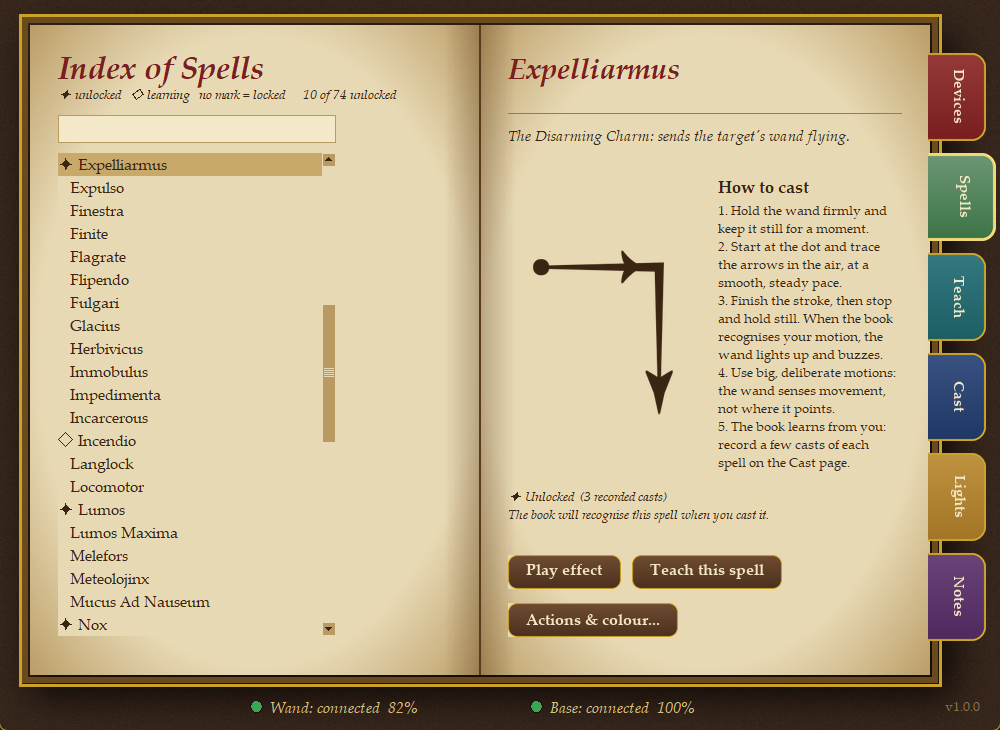 Index of Spells
unlocked learning no mark = locked 10 of 74 unlocked
Expelliarmus
Expulso
Finestra
Finite
Flagrate
Flipendo
Fulgari
Glacius
Herbivicus
Immobulus
Impedimenta
Incarcerous
Incendio
Langlock
Locomotor
Lumos
Lumos Maxima
Melefors
Meteolojinx
Mucus Ad Nauseum
Nox
Expelliarmus
The Disarming Charm: sends the target's wand flying.
How to cast
1. Hold the wand firmly and
keep it still for a moment.
2. Start at the dot and trace
the arrows in the air, at a
smooth, steady pace.
3. Finish the stroke, then stop
and hold still. When the book
recognises your motion, the
wand lights up and buzzes.
4. Use big, deliberate motions:
the wand senses movement,
not where it points.
5. The book learns from you:
record a few casts of each
spell on the Cast page.
Unlocked (3 recorded casts)
The book will recognise this spell when you cast it.
Play effect
Teach this spell
Actions & colour...
Devices
Spells
Teach
Cast
Lights
Notes
Wand: connected 82%
Base: connected 100%
v1.0.0